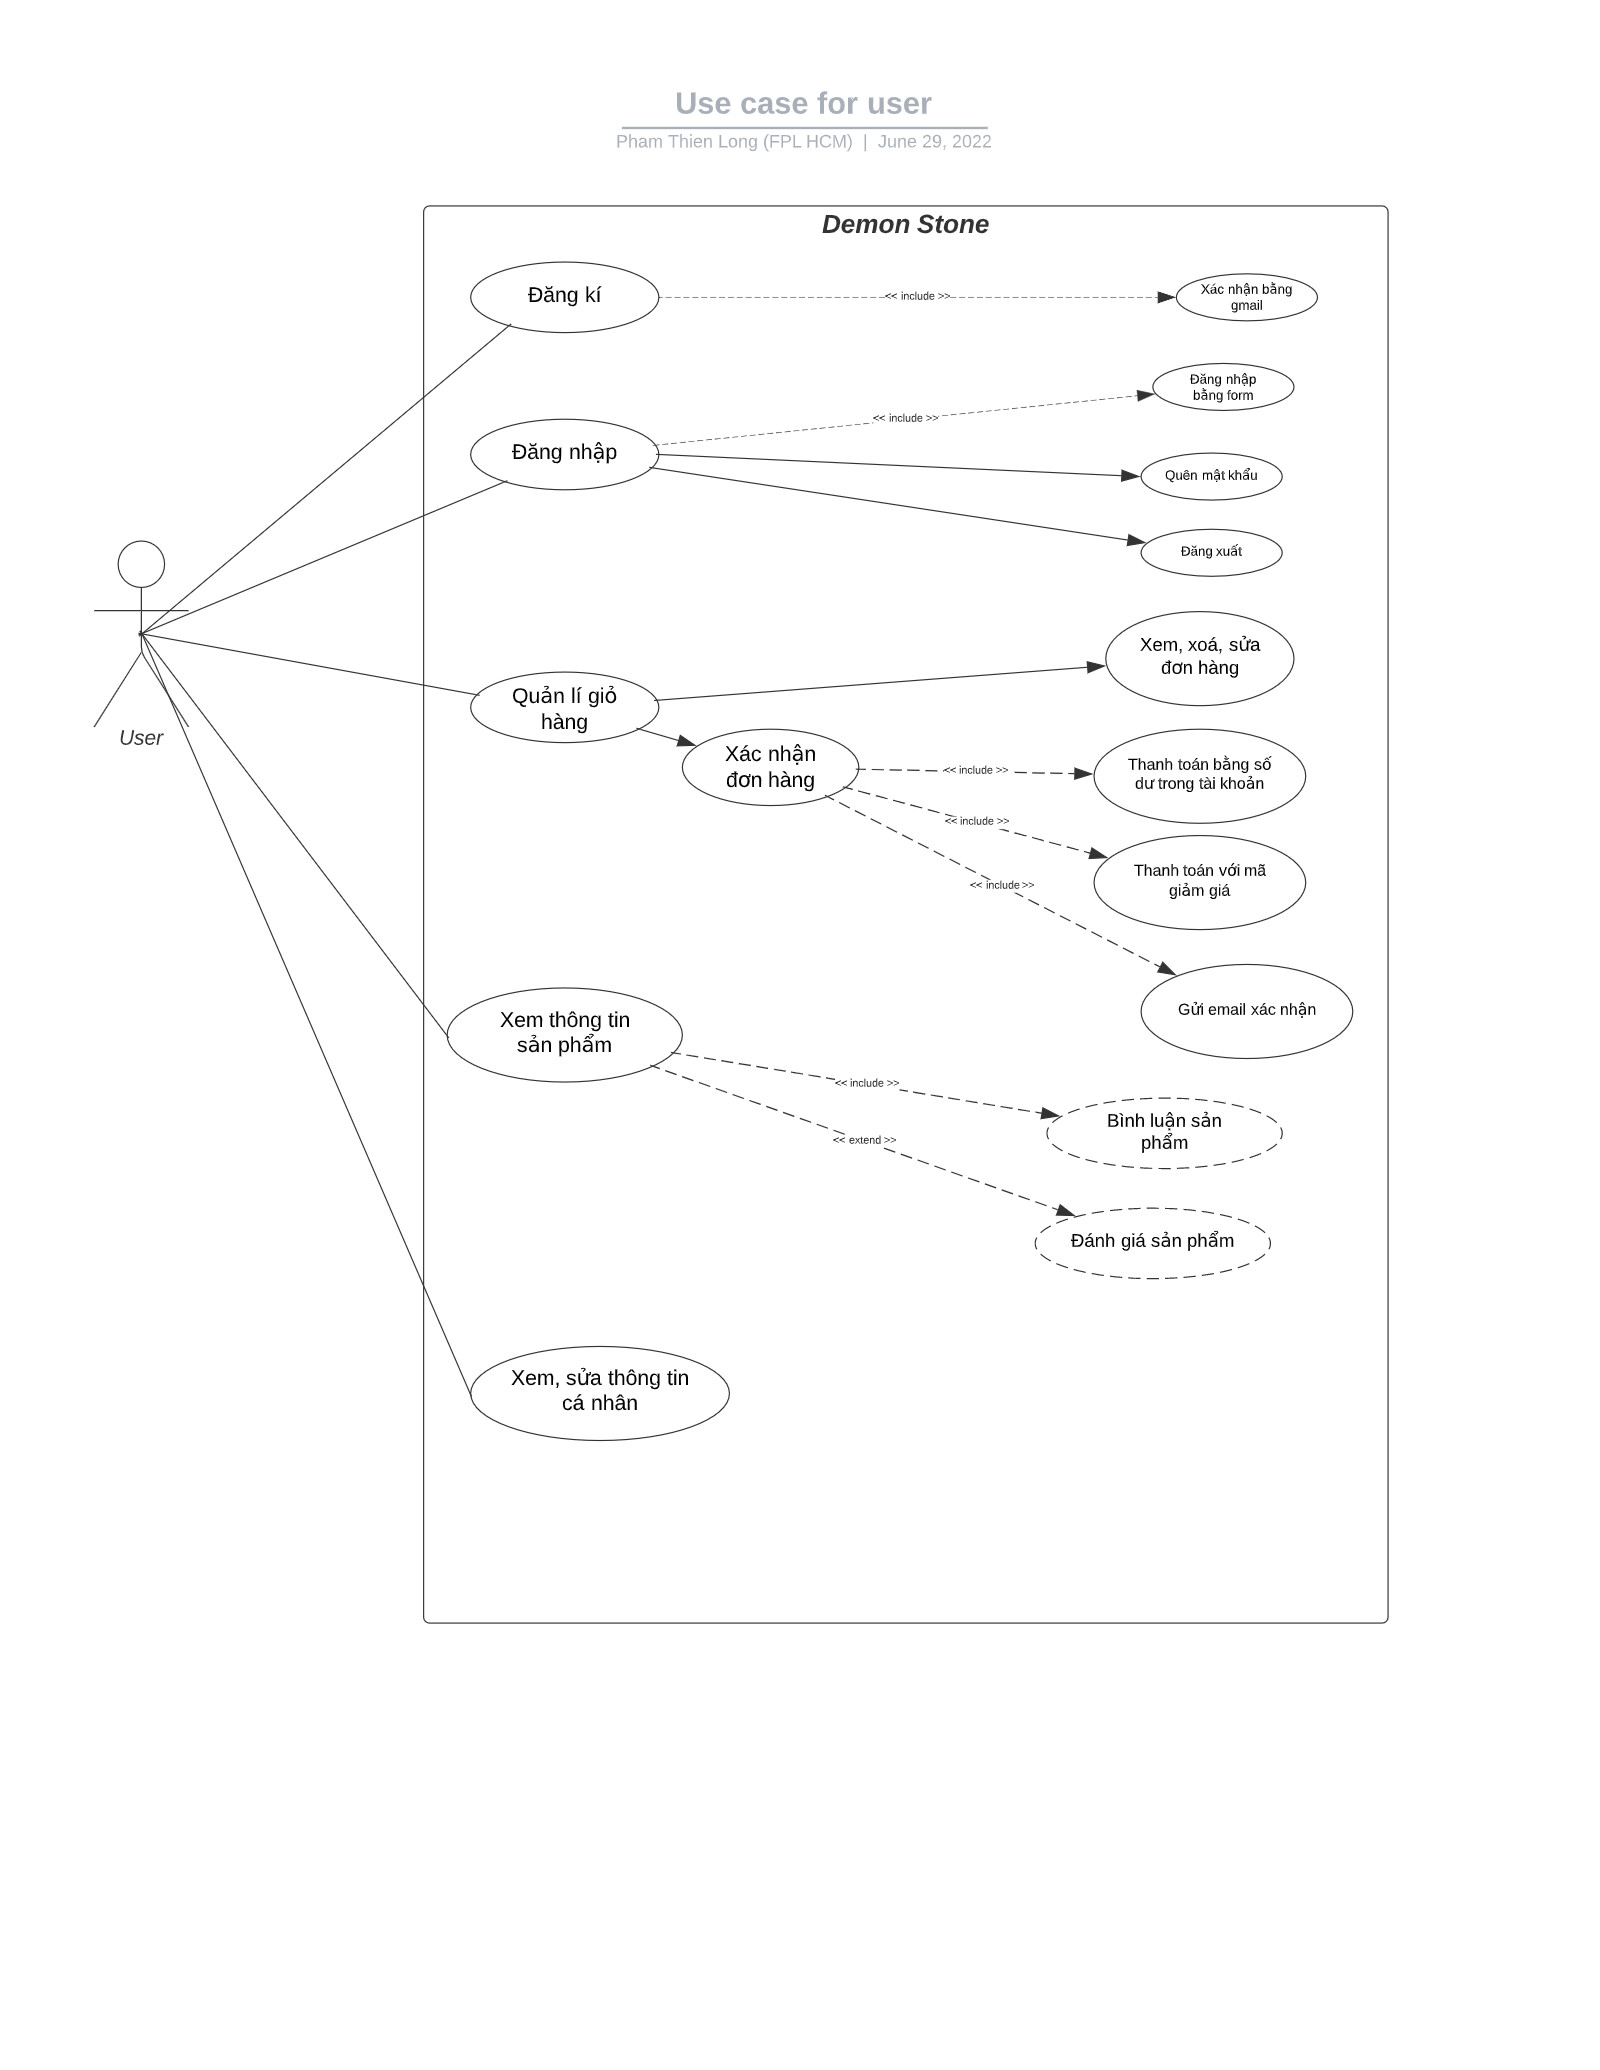 Use case for user
Pham Thien Long (FPL HCM) | June 29, 2022
Demon Stone
Đăng kí
<< include >>
Xác nhận bằng
gmail
Đăng nhập
bằng form
<< include >>
Đăng nhập
Quên mật khẩu
Đăng xuất
Xem, xoá, sửa
đơn hàng
Quản lí giỏ
hàng
User
Xác nhận
đơn hàng
<< include >>
Thanh toán bằng số
dư trong tài khoản
<< include >>
Thanh toán với mã
giảm giá
<< include >>
Gửi email xác nhận
Xem thông tin
sản phẩm
<< include >>
Bình luận sản
phẩm
<< extend >>
Đánh giá sản phẩm
Xem, sửa thông tin
cá nhân